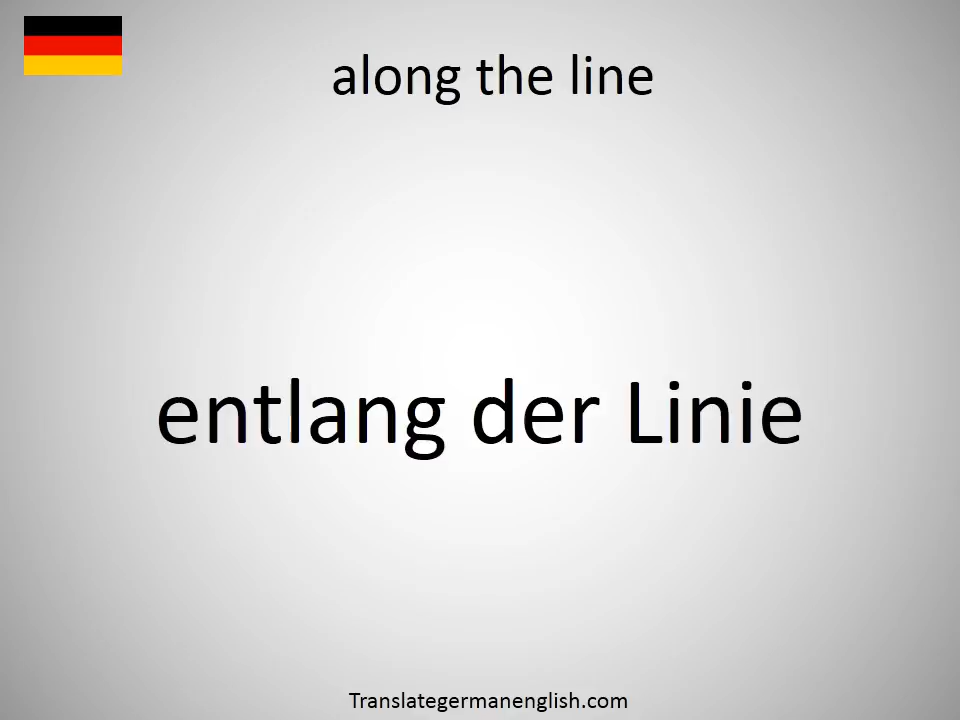 along the line
entlang der Linie
Translategermanenglish.com